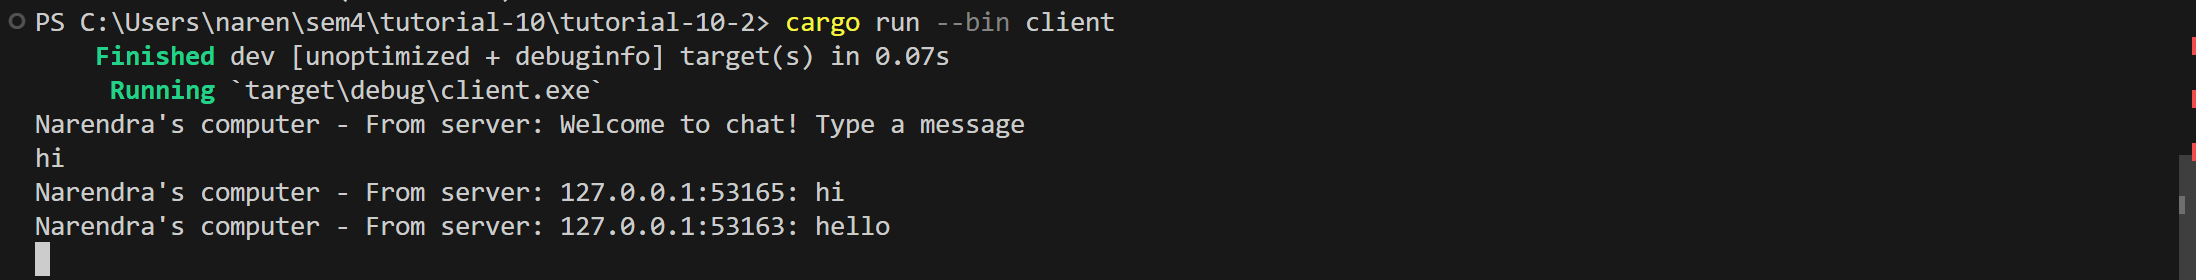 PS C:\Users\naren\sem4\tutorial-10\tutorial-10-2> cargo run --bin client
Finished dev [unoptimized + debuginfo] target(s) in 0.07s
Running `target\debug\client.exe`
Narendra's computer - From server: Welcome to chat! Type a message
hi
Narendra's computer - From server: 127.0.0.1:53165: hi
Narendra's computer - From server: 127.0.0.1:53163: hello